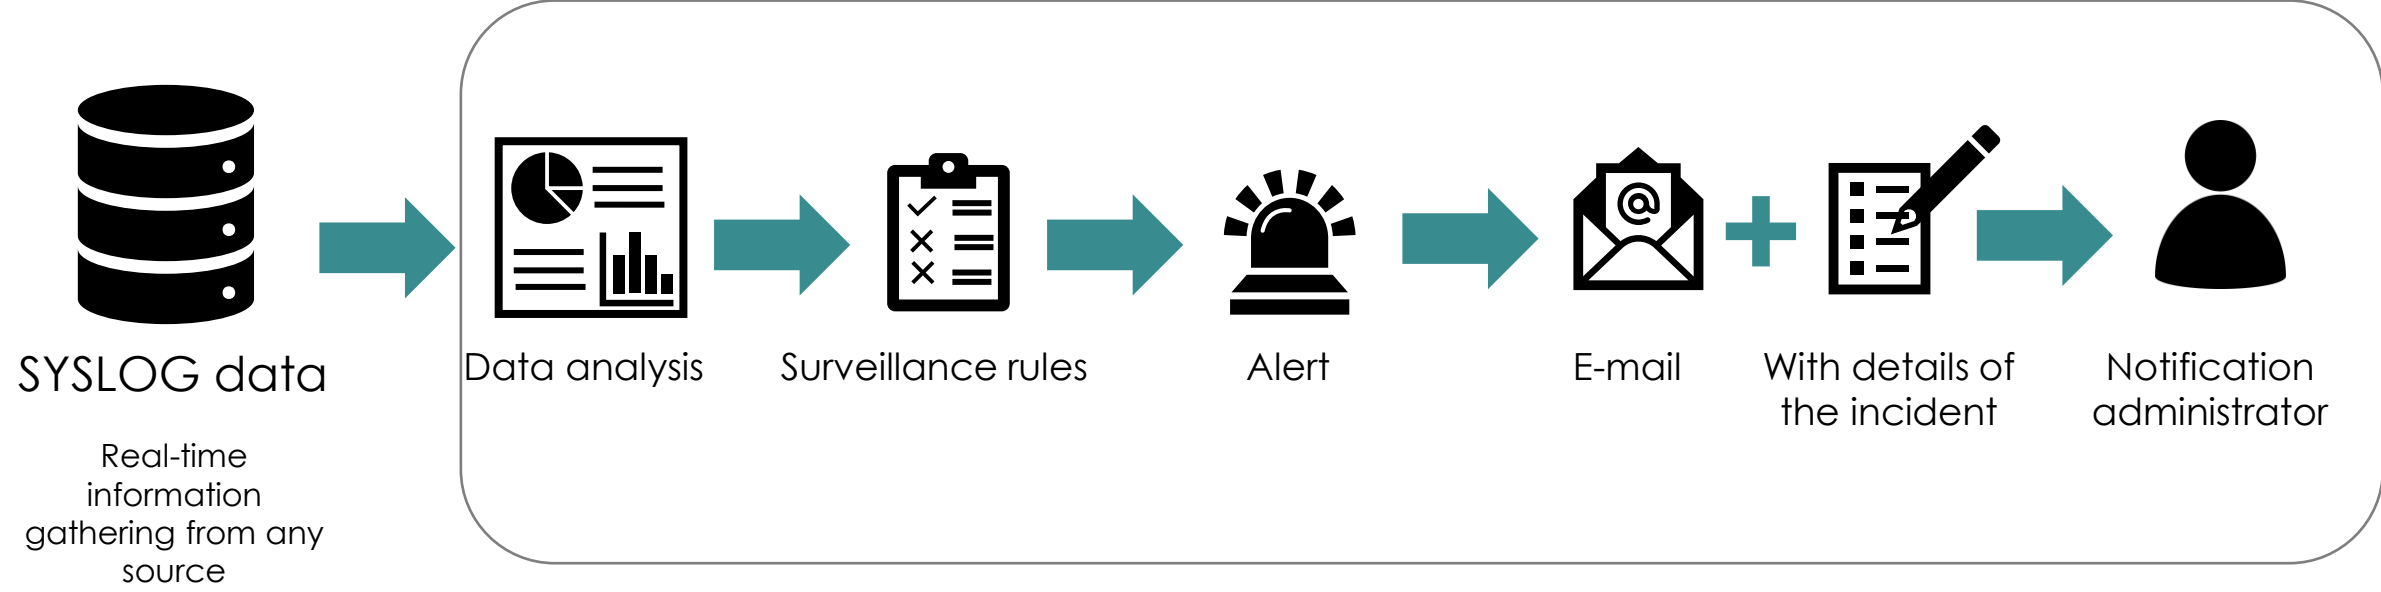 SYSLOG data
Real-time
information
gathering from any
source
Data analysis
Surveillance rules
Alert
E-mail
With details of
the incident
Notification
administrator